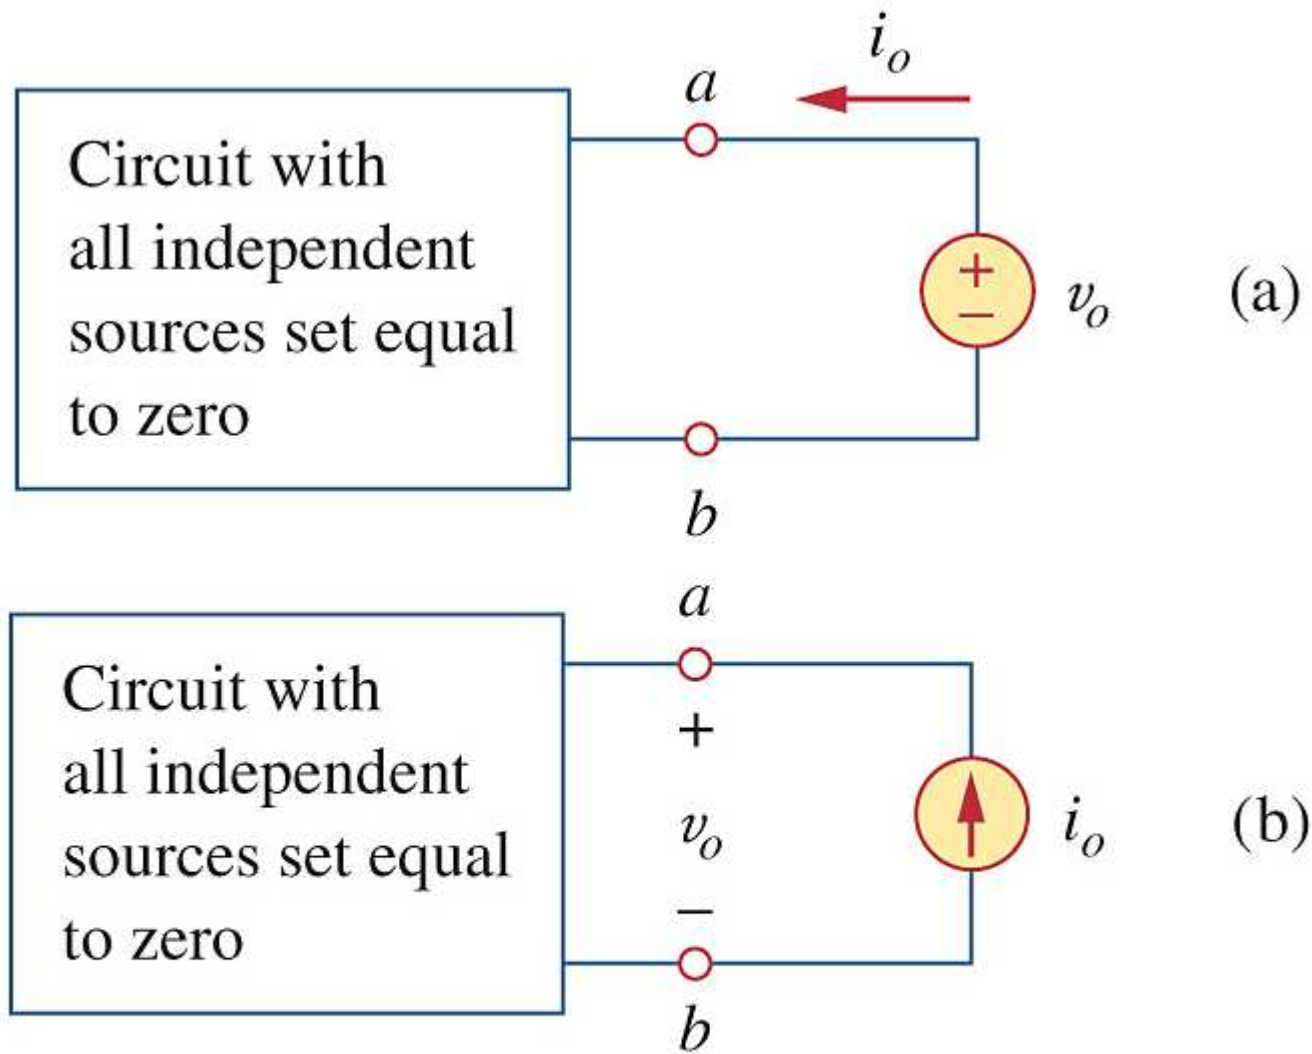 i_o
a
Circuit with
all independent
sources set equal
to zero
+
−
v_o
(a)
b
a
Circuit with
all independent
sources set equal
to zero
+
v_o
−
i_o
(b)
b